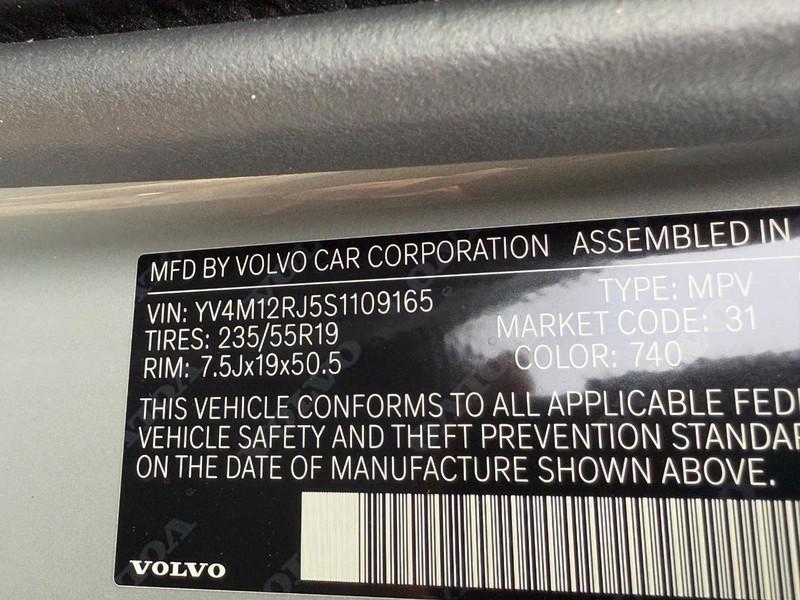 MFD BY VOLVO CAR CORPORATION ASSEMBLED IN
VIN: YV4M12RJ5S1109165 TYPE: MPV
TIRES: 235/55R19 MARKET CODE: 31
RIM: 7.5Jx19x50.5 COLOR: 740
THIS VEHICLE CONFORMS TO ALL APPLICABLE FEDE
VEHICLE SAFETY AND THEFT PREVENTION STANDAR
ON THE DATE OF MANUFACTURE SHOWN ABOVE.
VOLVO